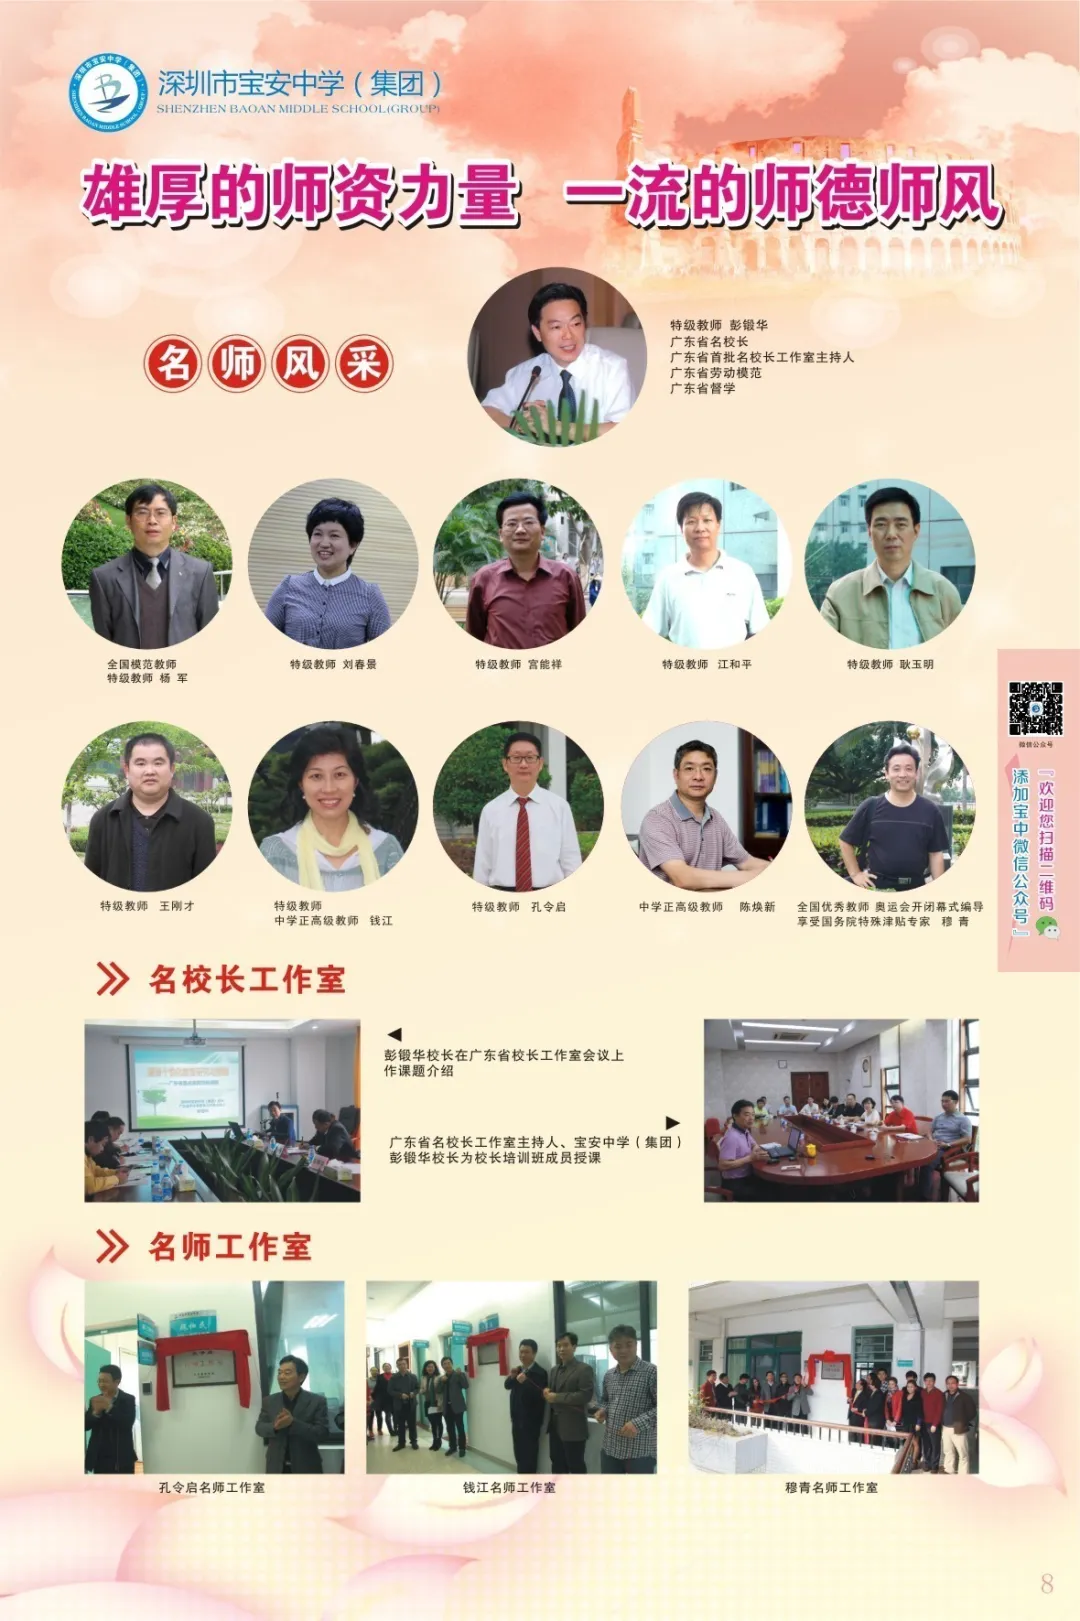 深圳市宝安中学（集团）
SHENZHEN BAOAN MIDDLE SCHOOL(GROUP)
雄厚的师资力量 一流的师德师风
名师风采
特级教师 彭锻华
广东省名校长
广东省首批名校长工作室主持人
广东省劳动模范
广东省督学
全国模范教师
特级教师 杨 军
特级教师 刘春景
特级教师 宫能祥
特级教师 江和平
特级教师 耿玉明
微信公众号
『欢迎您扫描二维码
添加宝中微信公众号』
特级教师 王刚才
特级教师
中学正高级教师 钱江
特级教师 孔令启
中学正高级教师 陈焕新
全国优秀教师 奥运会开闭幕式编导
享受国务院特殊津贴专家 穆 青
名校长工作室
彭锻华校长在广东省校长工作室会议上
作课题介绍
广东省名校长工作室主持人、宝安中学（集团）
彭锻华校长为校长培训班成员授课
名师工作室
孔令启名师工作室
钱江名师工作室
穆青名师工作室
8